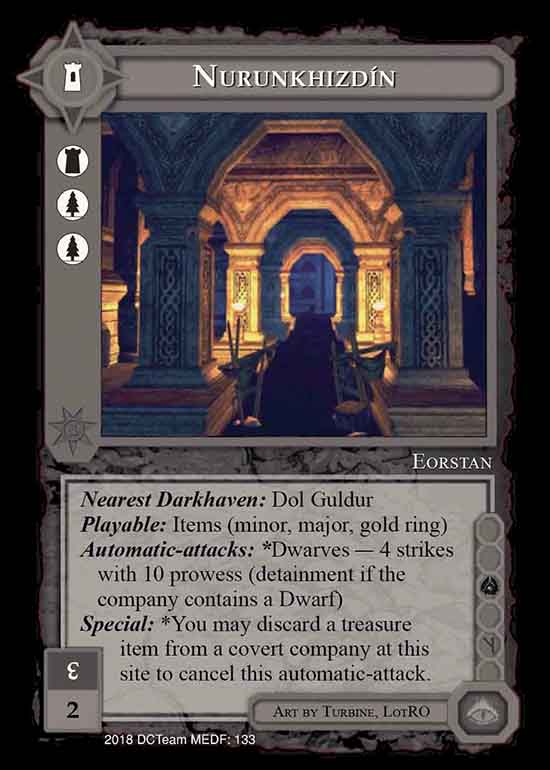 Nurunkhizdín
Eorstan
Nearest Darkhaven: Dol Guldur
Playable: Items (minor, major, gold ring)
Automatic-attacks: *Dwarves — 4 strikes
with 10 prowess (detainment if the
company contains a Dwarf)
Special: *You may discard a treasure
item from a covert company at this
site to cancel this automatic-attack.
2
Art by Turbine, LotRO
2018 DCTeam MEDF: 133